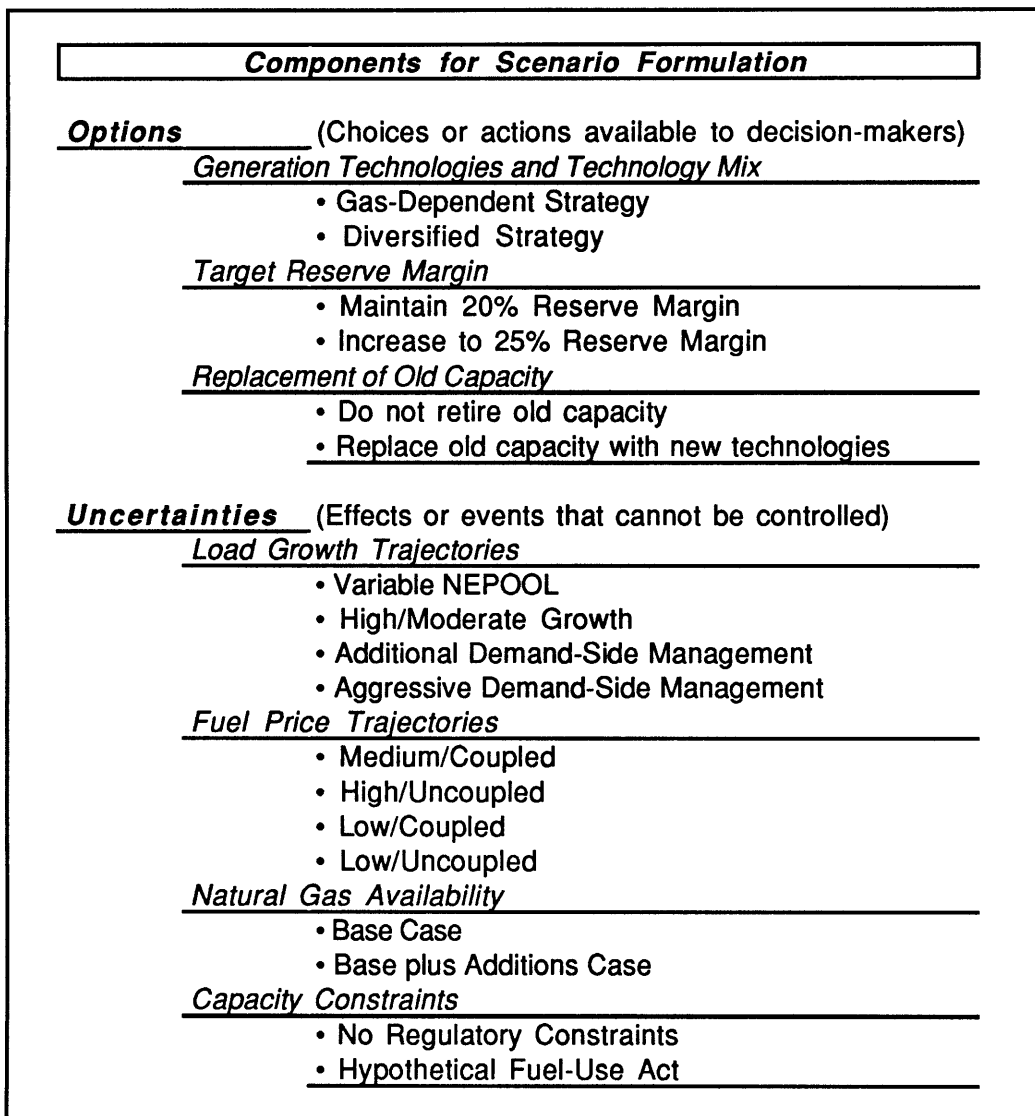 Components for Scenario Formulation
Options (Choices or actions available to decision-makers)
Generation Technologies and Technology Mix
• Gas-Dependent Strategy
• Diversified Strategy
Target Reserve Margin
• Maintain 20% Reserve Margin
• Increase to 25% Reserve Margin
Replacement of Old Capacity
• Do not retire old capacity
• Replace old capacity with new technologies
Uncertainties (Effects or events that cannot be controlled)
Load Growth Trajectories
• Variable NEPOOL
• High/Moderate Growth
• Additional Demand-Side Management
• Aggressive Demand-Side Management
Fuel Price Trajectories
• Medium/Coupled
• High/Uncoupled
• Low/Coupled
• Low/Uncoupled
Natural Gas Availability
• Base Case
• Base plus Additions Case
Capacity Constraints
• No Regulatory Constraints
• Hypothetical Fuel-Use Act